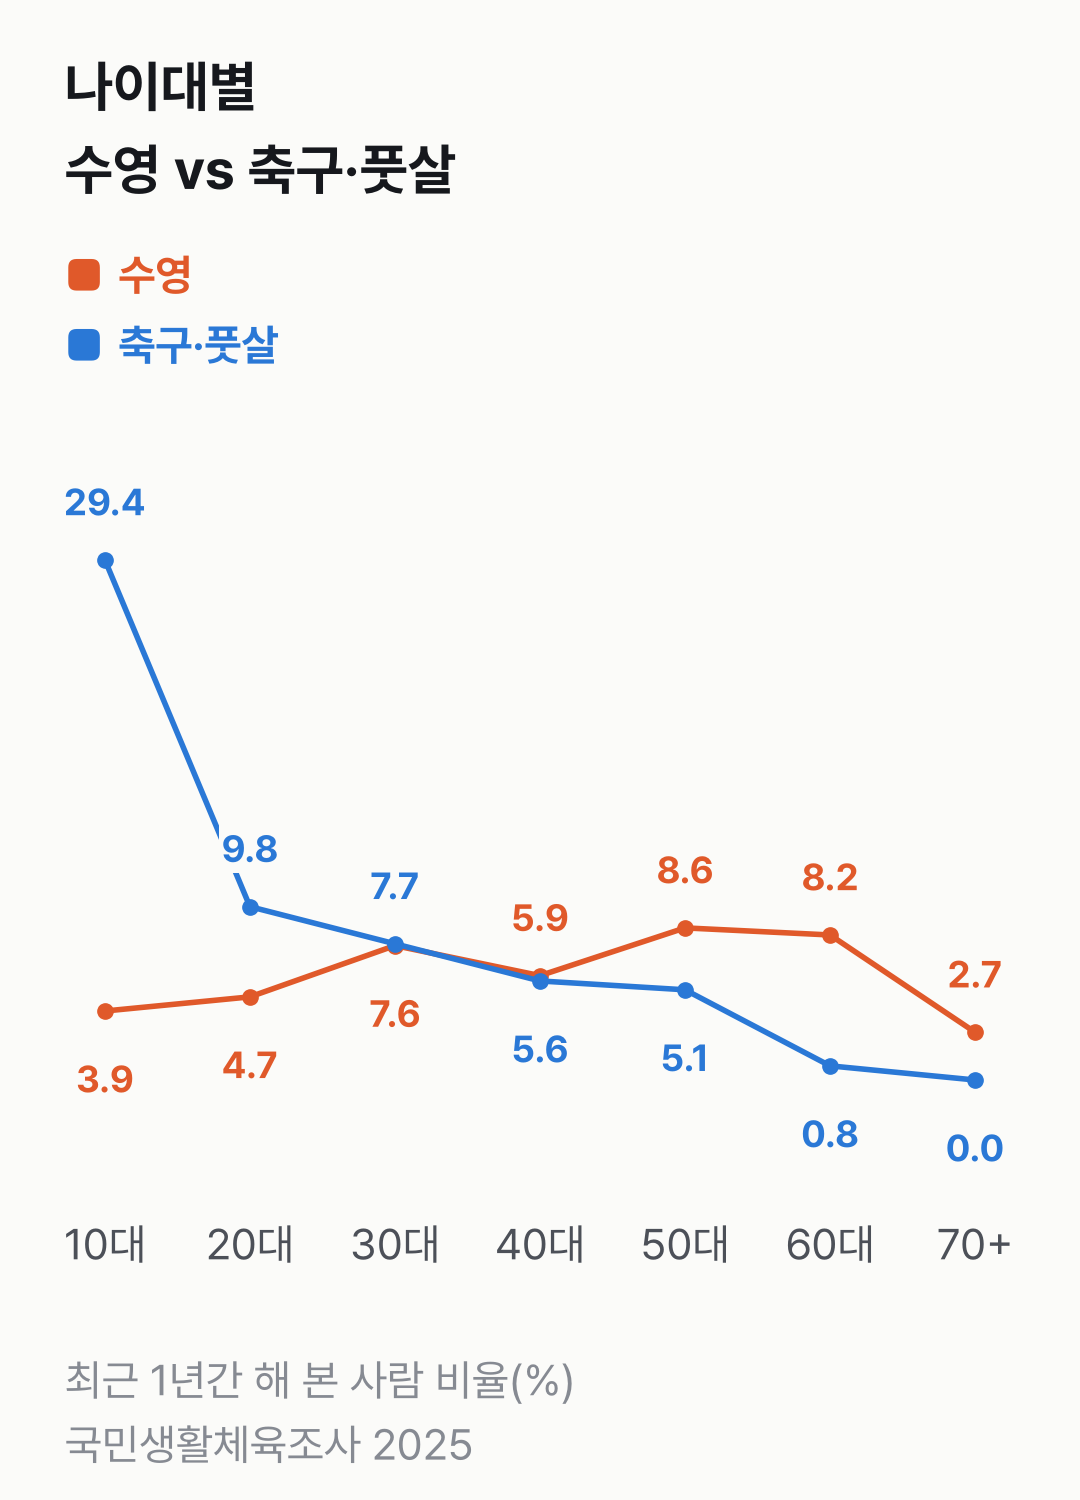 나이대별
수영 vs 축구·풋살
수영
축구·풋살
29.4
9.8
7.7
5.9
8.6
8.2
2.7
3.9
4.7
7.6
5.6
5.1
0.8
0.0
10대 20대 30대 40대 50대 60대 70+
최근 1년간 해 본 사람 비율(%)
국민생활체육조사 2025